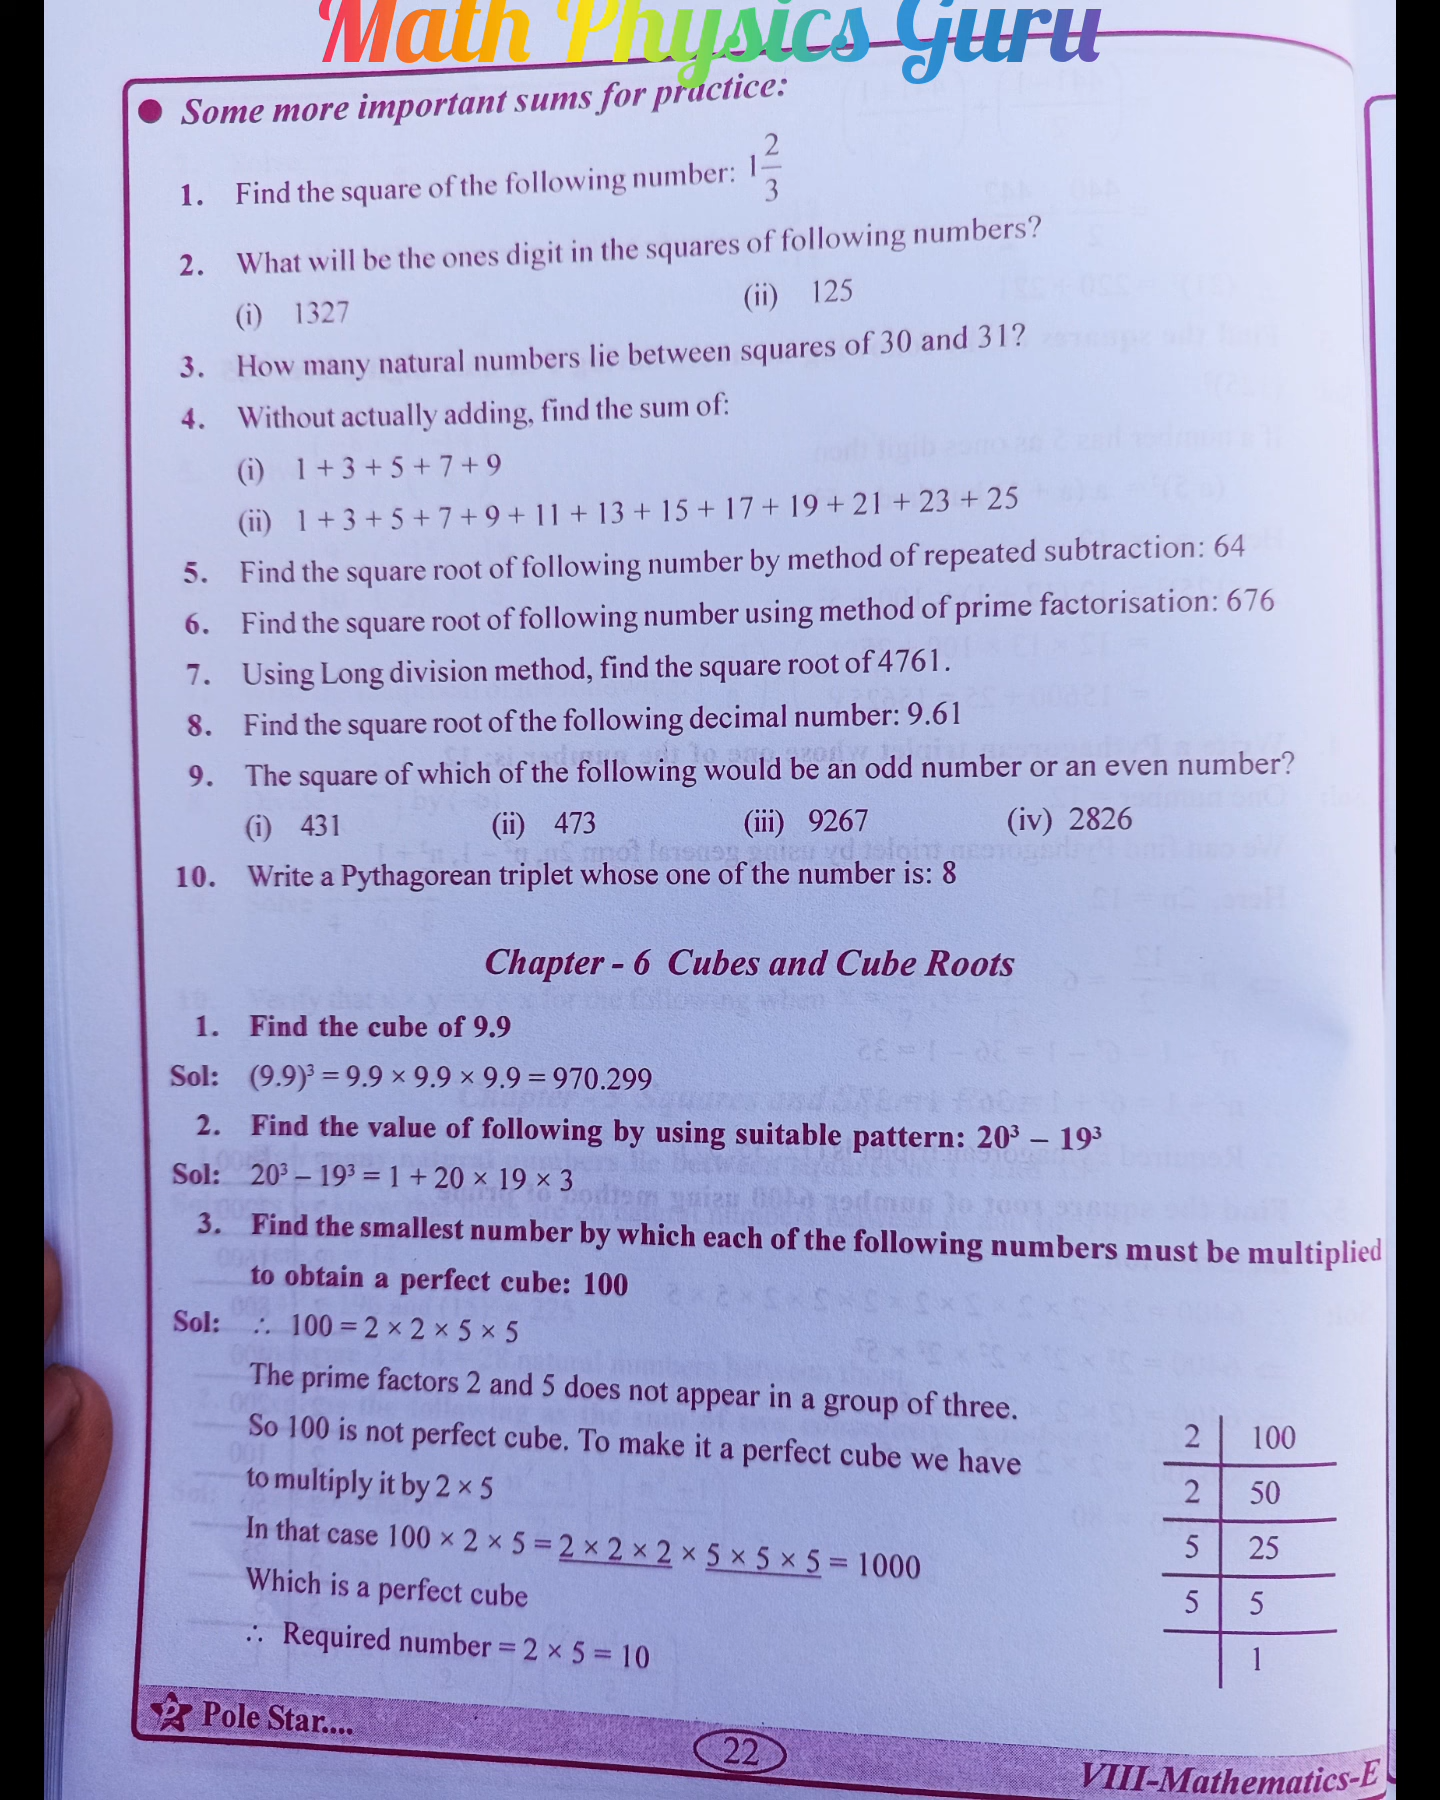 Math Physics Guru
● Some more important sums for practice:
1. Find the square of the following number: 1 2/3
2. What will be the ones digit in the squares of following numbers?
(i) 1327 (ii) 125
3. How many natural numbers lie between squares of 30 and 31?
4. Without actually adding, find the sum of:
(i) 1 + 3 + 5 + 7 + 9
(ii) 1 + 3 + 5 + 7 + 9 + 11 + 13 + 15 + 17 + 19 + 21 + 23 + 25
5. Find the square root of following number by method of repeated subtraction: 64
6. Find the square root of following number using method of prime factorisation: 676
7. Using Long division method, find the square root of 4761.
8. Find the square root of the following decimal number: 9.61
9. The square of which of the following would be an odd number or an even number?
(i) 431 (ii) 473 (iii) 9267 (iv) 2826
10. Write a Pythagorean triplet whose one of the number is: 8
Chapter - 6 Cubes and Cube Roots
1. Find the cube of 9.9
Sol: (9.9)³ = 9.9 × 9.9 × 9.9 = 970.299
2. Find the value of following by using suitable pattern: 20³ – 19³
Sol: 20³ – 19³ = 1 + 20 × 19 × 3
3. Find the smallest number by which each of the following numbers must be multiplied
to obtain a perfect cube: 100
Sol: ∴ 100 = 2 × 2 × 5 × 5
The prime factors 2 and 5 does not appear in a group of three.
So 100 is not perfect cube. To make it a perfect cube we have
to multiply it by 2 × 5
In that case 100 × 2 × 5 = 2 × 2 × 2 × 5 × 5 × 5 = 1000
Which is a perfect cube
∴ Required number = 2 × 5 = 10
2 100
2 50
5 25
5 5
1
2 Pole Star....
22
VIII-Mathematics-E